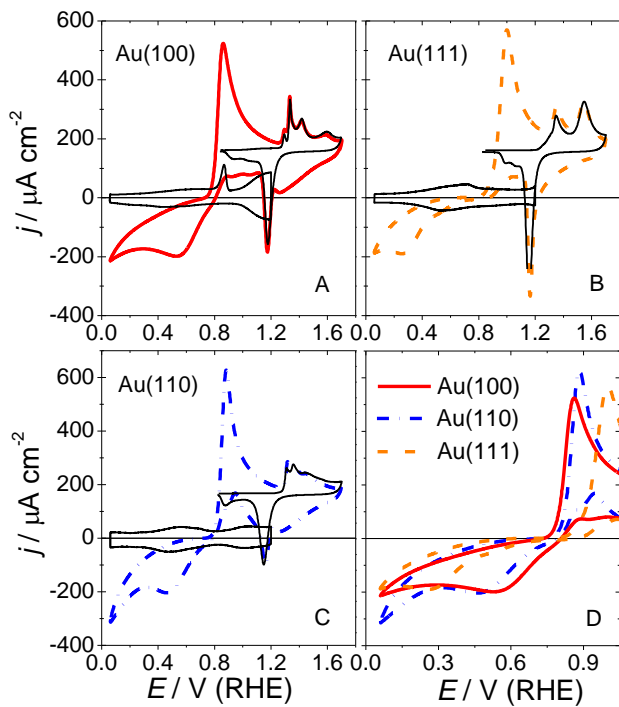 600
400
200
0
-200
-400
j / µA cm-2
Au(100)
A
Au(111)
B
0.0 0.4 0.8 1.2 1.6
600
400
200
0
-200
-400
j / µA cm-2
Au(110)
C
0.0 0.4 0.8 1.2 1.6
E / V (RHE)
Au(100)
Au(110)
Au(111)
D
0.3 0.6 0.9
E / V (RHE)